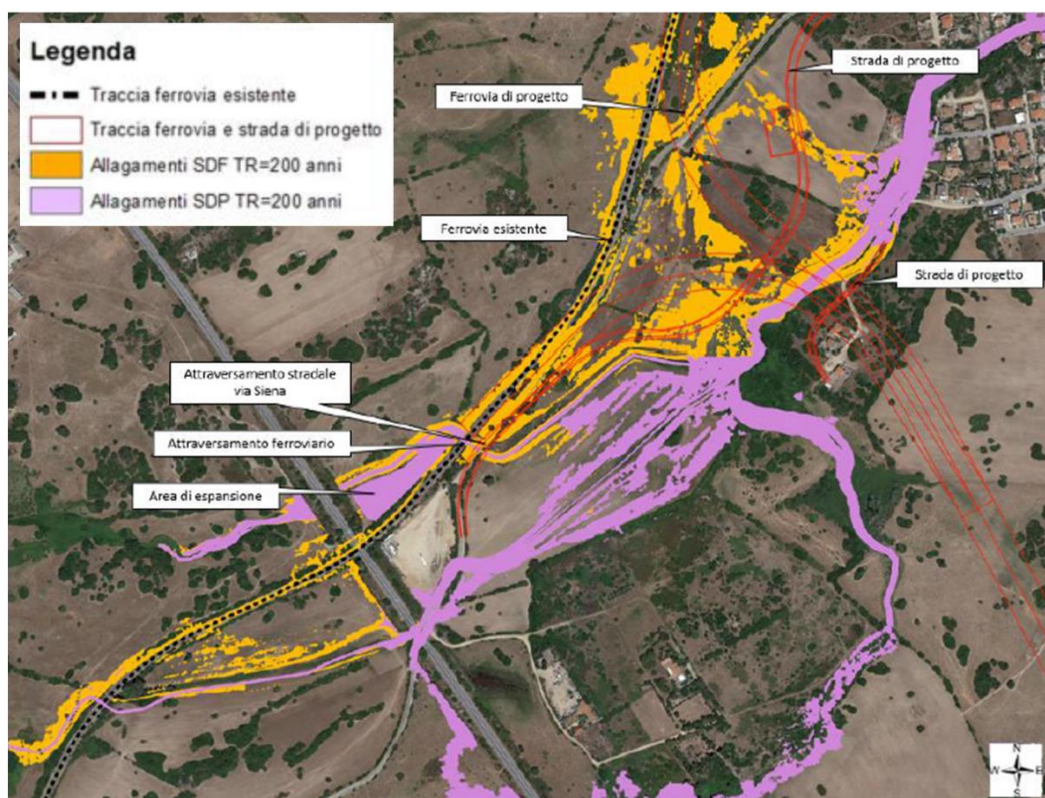 Legenda
Traccia ferrovia esistente
Traccia ferrovia e strada di progetto
Allagamenti SDF TR=200 anni
Allagamenti SDP TR=200 anni
Strada di progetto
Ferrovia di progetto
Ferrovia esistente
Strada di progetto
Attraversamento stradale
via Siena
Attraversamento ferroviario
Area di espansione
N
W E
S